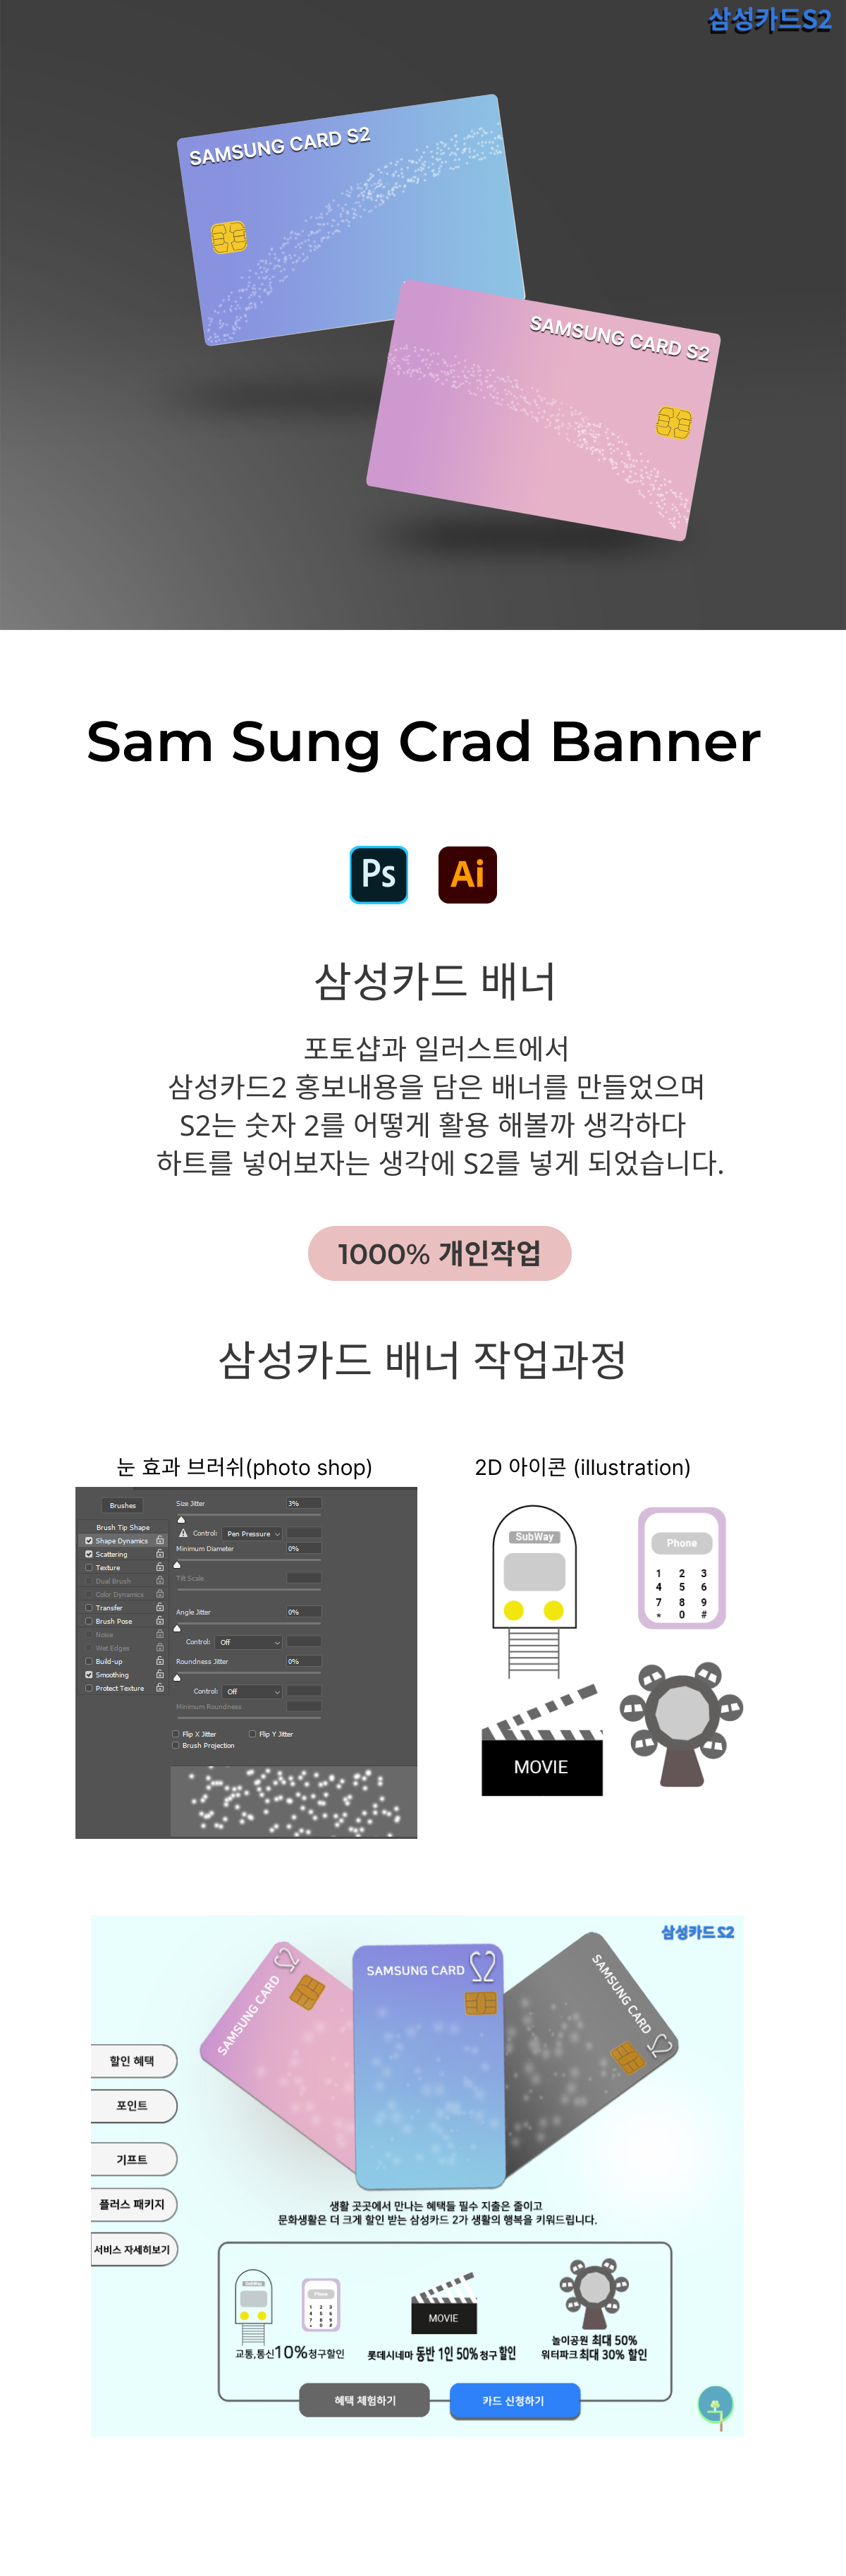 삼성카드S2
SAMSUNG CARD S2
SAMSUNG CARD S2
Sam Sung Crad Banner
Ps Ai
삼성카드 배너
포토샵과 일러스트에서
삼성카드2 홍보내용을 담은 배너를 만들었으며
S2는 숫자 2를 어떻게 활용 해볼까 생각하다
하트를 넣어보자는 생각에 S2를 넣게 되었습니다.
1000% 개인작업
삼성카드 배너 작업과정
눈 효과 브러쉬(photo shop)
Brushes
Brush Tip Shape
Shape Dynamics
Scattering
Texture
Dual Brush
Color Dynamics
Transfer
Brush Pose
Noise
Wet Edges
Build-up
Smoothing
Protect Texture
Size Jitter 3%
Control: Pen Pressure
Minimum Diameter 0%
Tilt Scale
Angle Jitter 0%
Control: Off
Roundness Jitter 0%
Control: Off
Minimum Roundness
Flip X Jitter Flip Y Jitter
Brush Projection
2D 아이콘 (illustration)
SubWay
Phone
1 2 3
4 5 6
7 8 9
* 0 #
MOVIE
삼성카드S2
SAMSUNG CARD S2
SAMSUNG CARD S2
SAMSUNG CARD S2
할인 혜택
포인트
기프트
플러스 패키지
서비스 자세히보기
생활 곳곳에서 만나는 혜택들 필수 지출은 줄이고
문화생활은 더 크게 할인 받는 삼성카드 2가 생활의 행복을 키워드립니다.
SubWay
Phone
1 2 3
4 5 6
7 8 9
* 0 #
MOVIE
교통,통신10%청구할인
롯데시네마 동반 1인 50% 청구 할인
놀이공원 최대 50%
워터파크 최대 30% 할인
혜택 체험하기
카드 신청하기